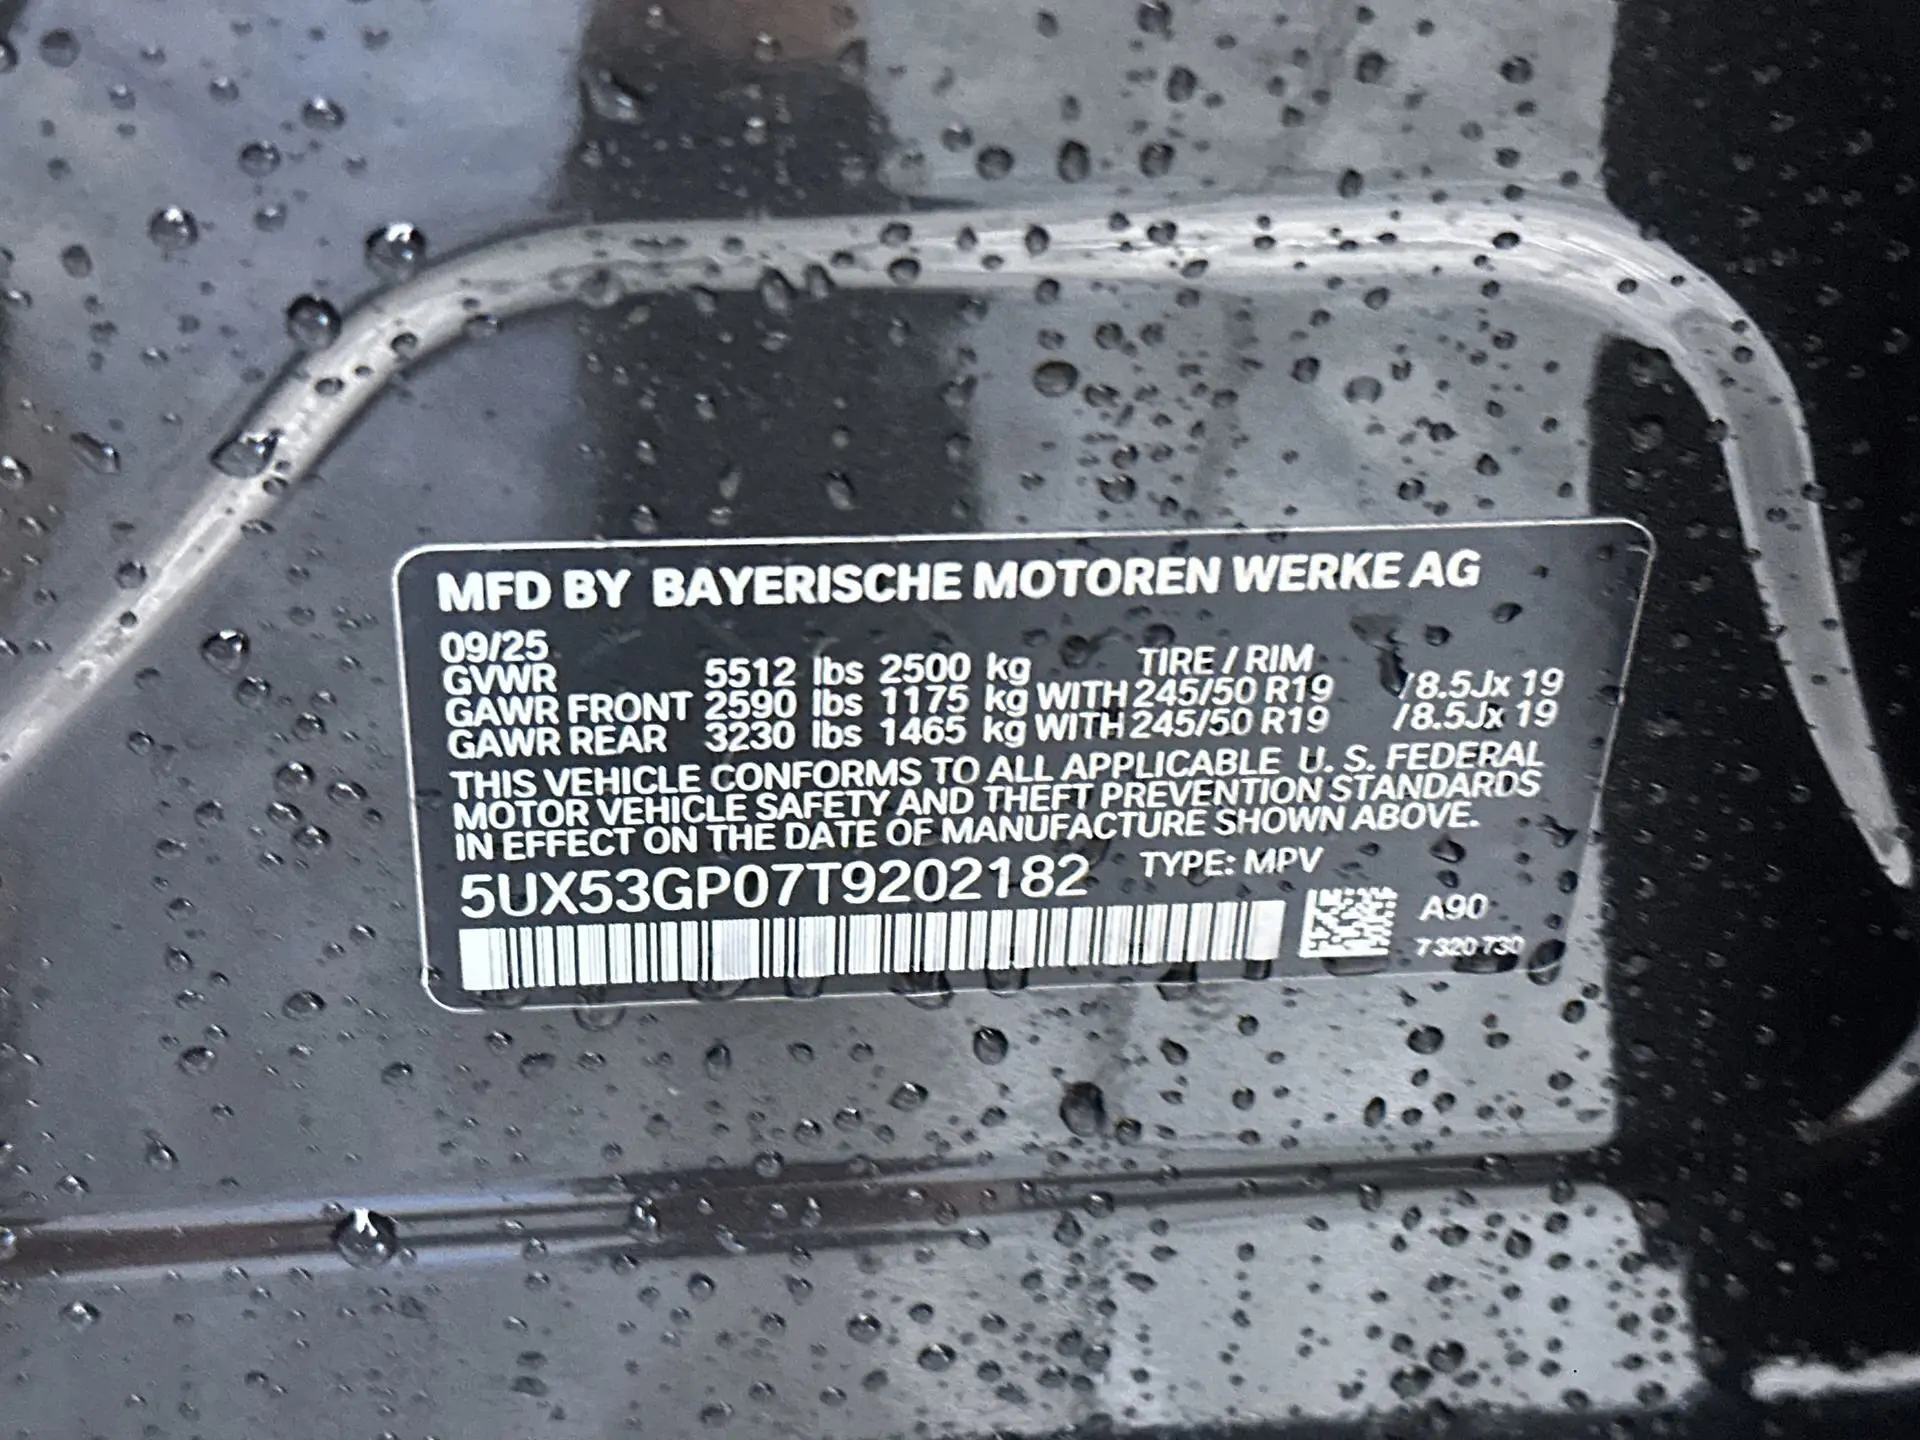 MFD BY BAYERISCHE MOTOREN WERKE AG
09/25 TIRE / RIM
GVWR 5512 lbs 2500 kg
GAWR FRONT 2590 lbs 1175 kg WITH 245/50 R19 /8.5Jx 19
GAWR REAR 3230 lbs 1465 kg WITH 245/50 R19 /8.5Jx 19
THIS VEHICLE CONFORMS TO ALL APPLICABLE U. S. FEDERAL
MOTOR VEHICLE SAFETY AND THEFT PREVENTION STANDARDS
IN EFFECT ON THE DATE OF MANUFACTURE SHOWN ABOVE.
5UX53GP07T9202182 TYPE: MPV
A90
7 320 730